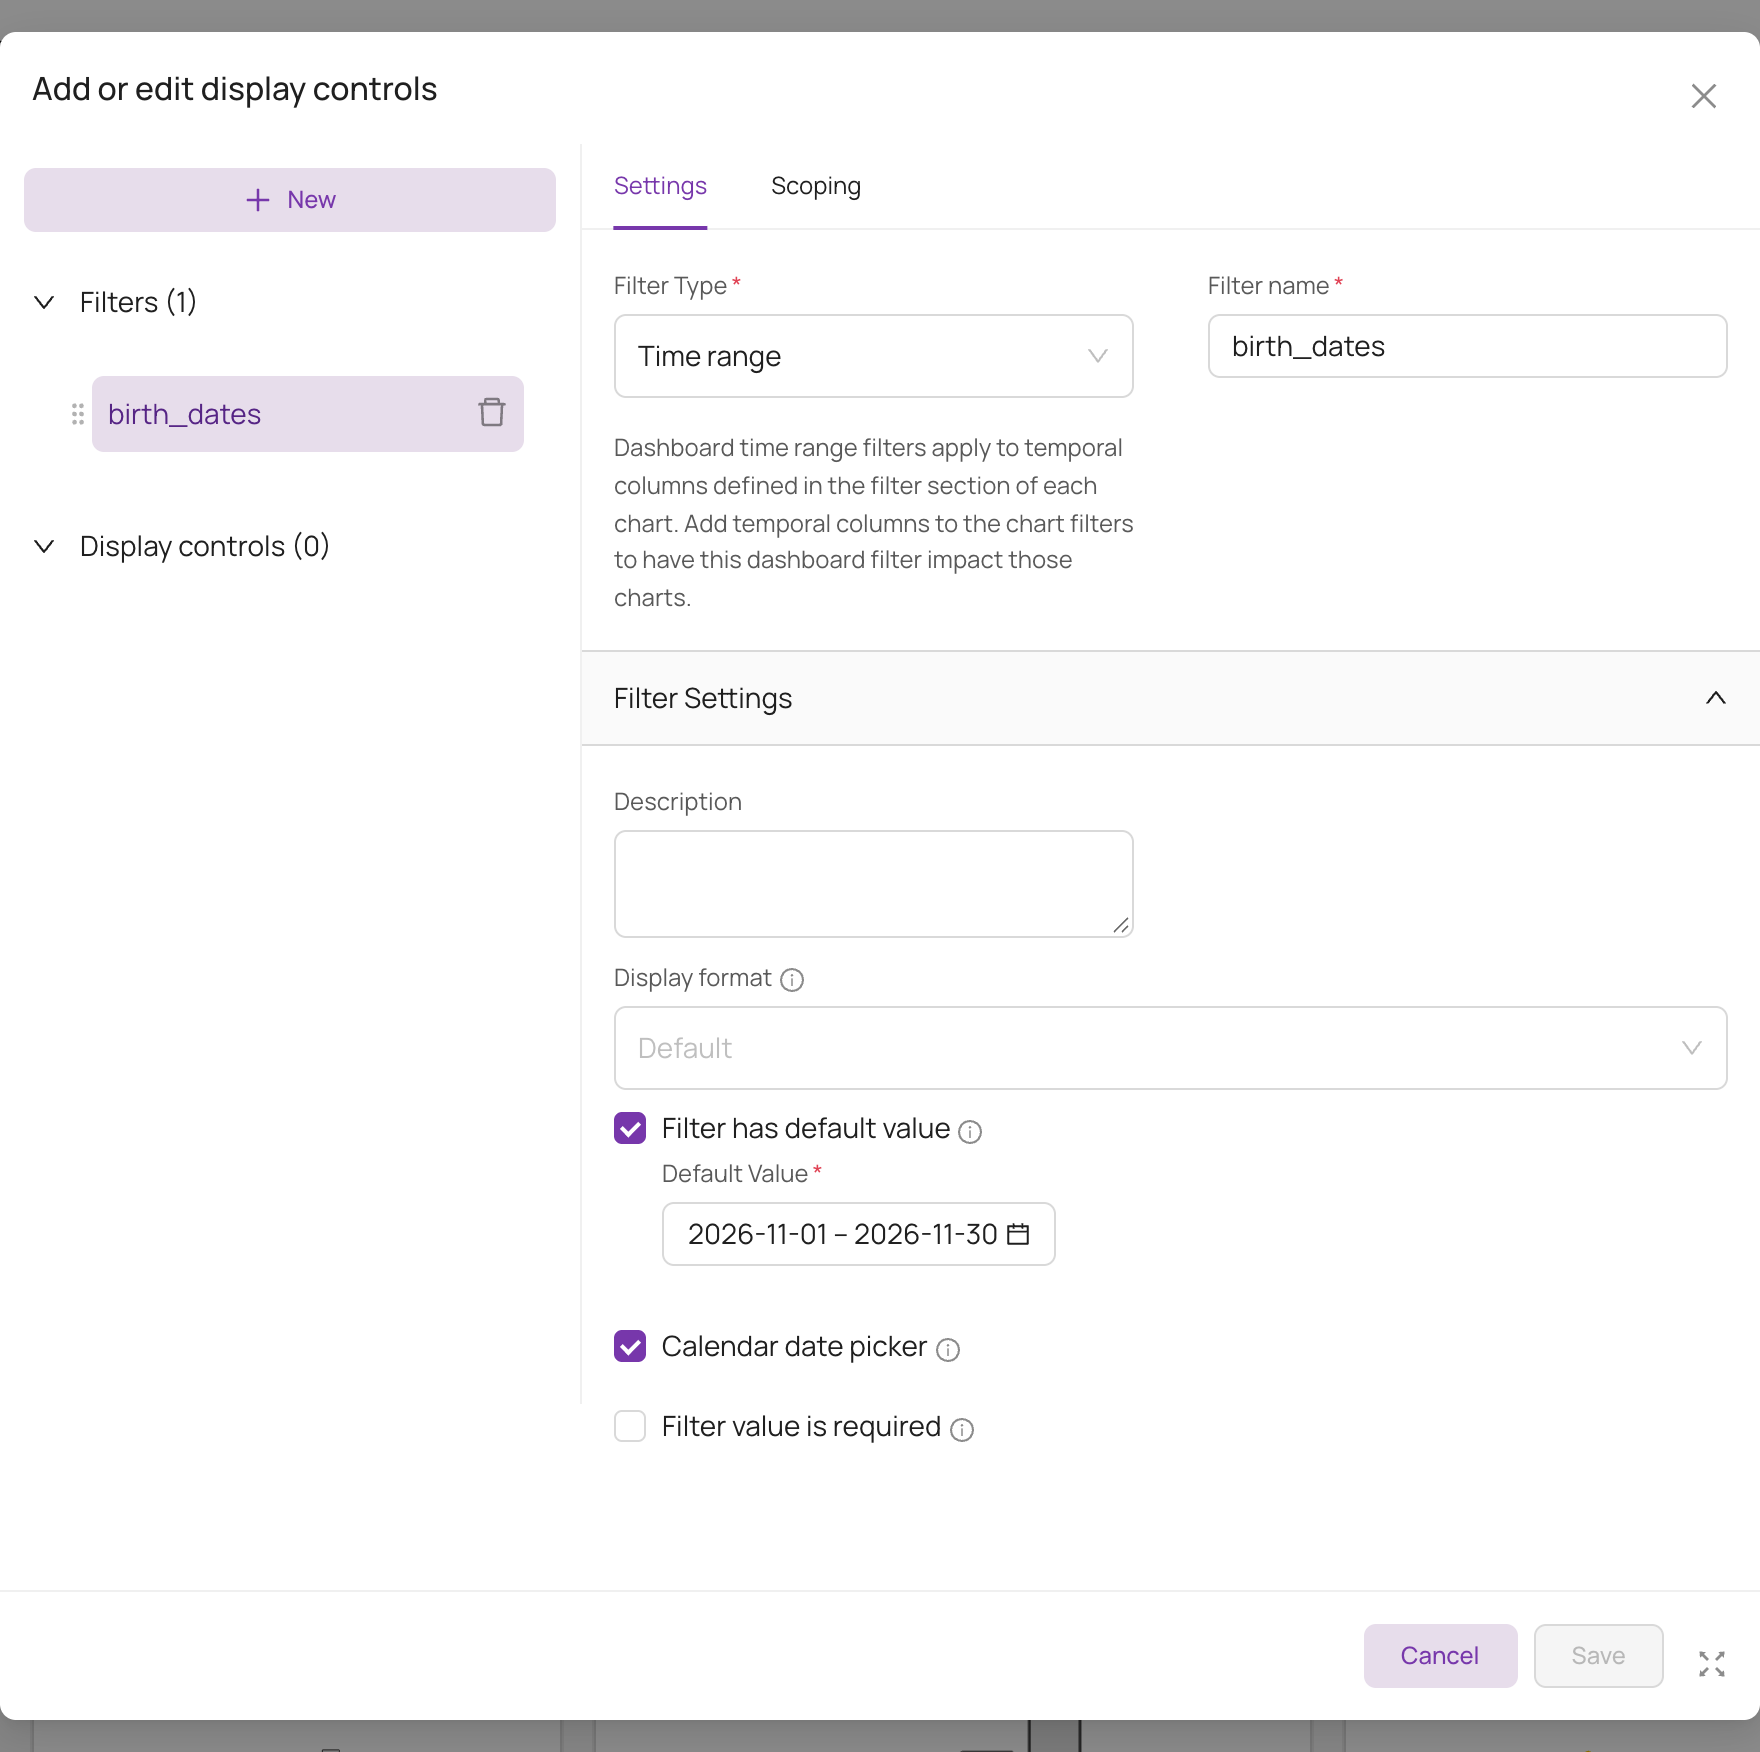 Add or edit display controls
New
Filters (1)
birth_dates
Display controls (0)
Settings
Scoping
Filter Type *
Filter name *
Time range
birth_dates
Dashboard time range filters apply to temporal
columns defined in the filter section of each
chart. Add temporal columns to the chart filters
to have this dashboard filter impact those
charts.
Filter Settings
Description
Display format
Default
Filter has default value
Default Value *
2026-11-01 – 2026-11-30
Calendar date picker
Filter value is required
Cancel
Save